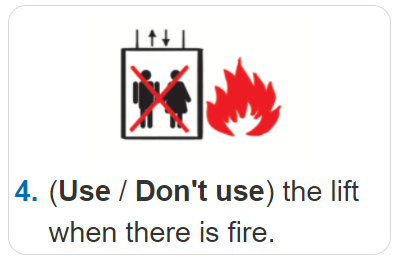 4. (Use / Don't use) the lift
when there is fire.